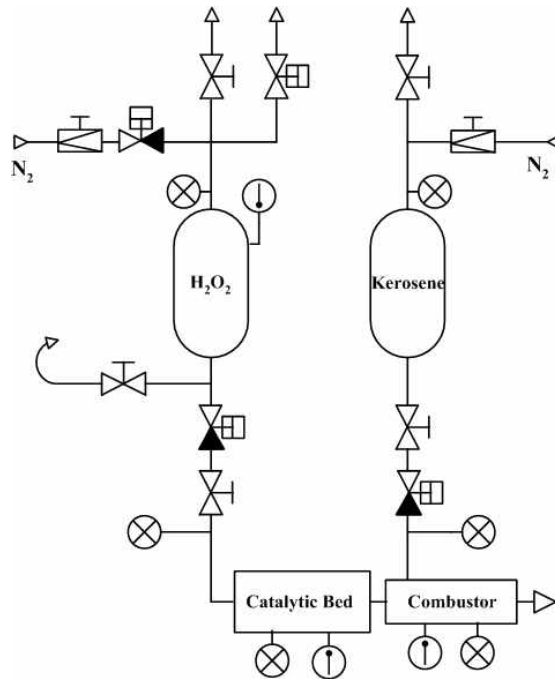 N₂
N₂
H₂O₂
Kerosene
Catalytic Bed
Combustor